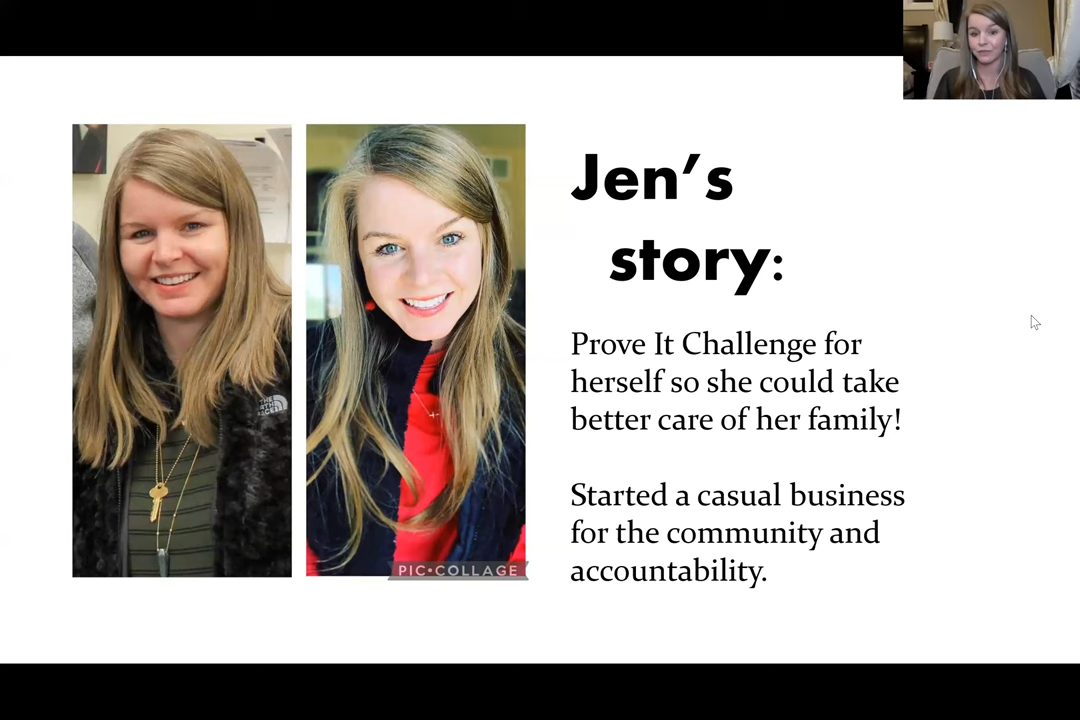 Jen's
story:
Prove It Challenge for
herself so she could take
better care of her family!
Started a casual business
for the community and
accountability.
THE
NORTH
FACE
PIC•COLLAGE